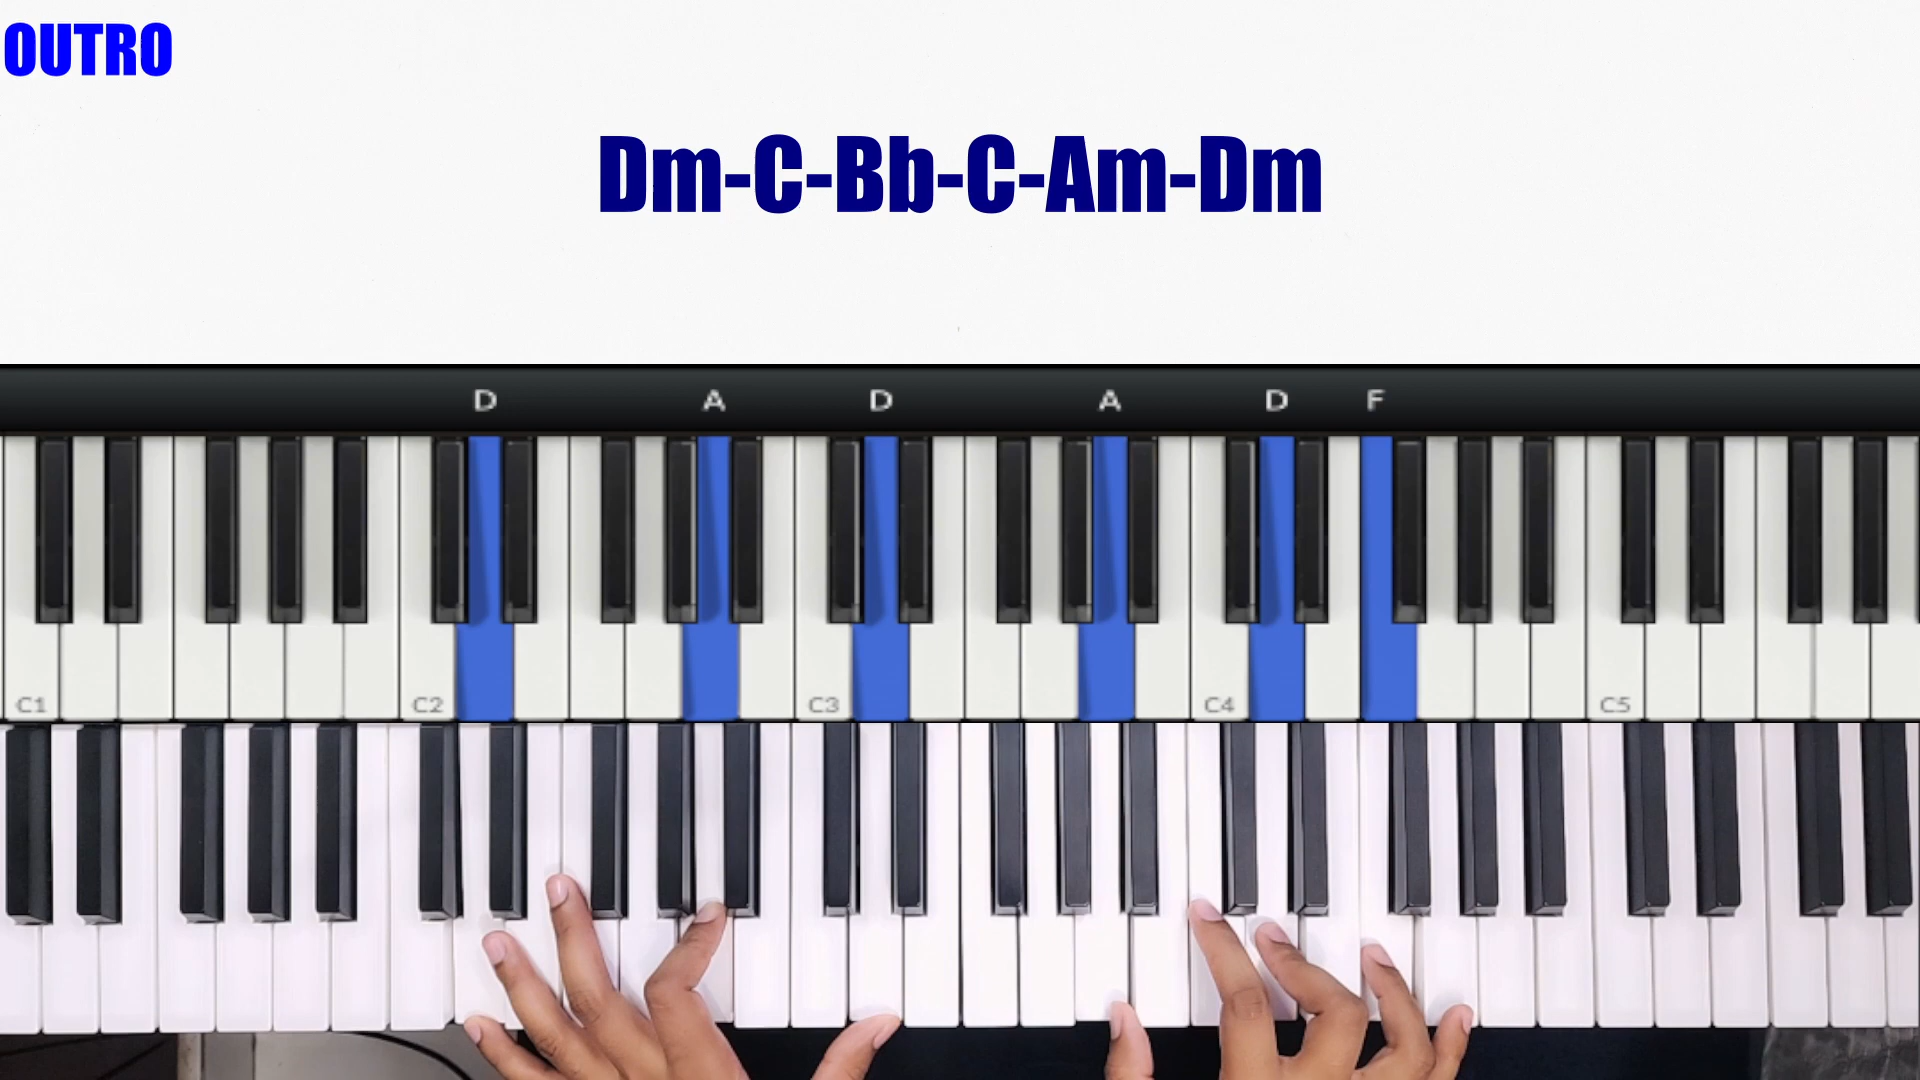 OUTRO
Dm-C-Bb-C-Am-Dm
D A D A D F
C1 C2 C3 C4 C5